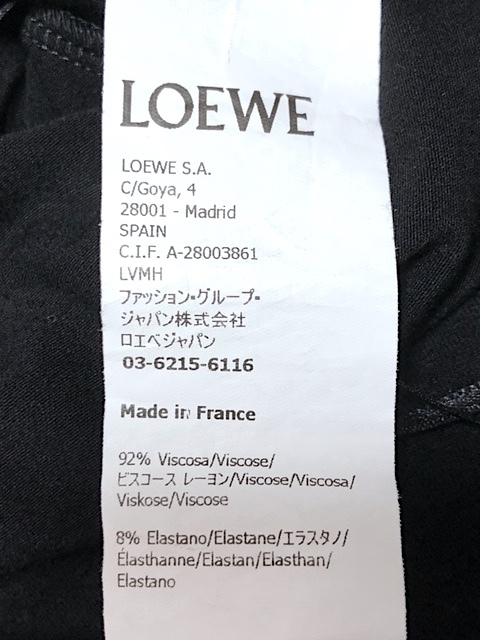 LOEWE
LOEWE S.A.
C/Goya, 4
28001 - Madrid
SPAIN
C.I.F. A-28003861
LVMH
ファッション・グループ・
ジャパン株式会社
ロエベジャパン
03-6215-6116
Made in France
92% Viscosa/Viscose/
ビスコース レーヨン/Viscose/Viscosa/
Viskose/Viscose
8% Elastano/Elastane/エラスタノ/
Élasthanne/Elastan/Elasthan/
Elastano